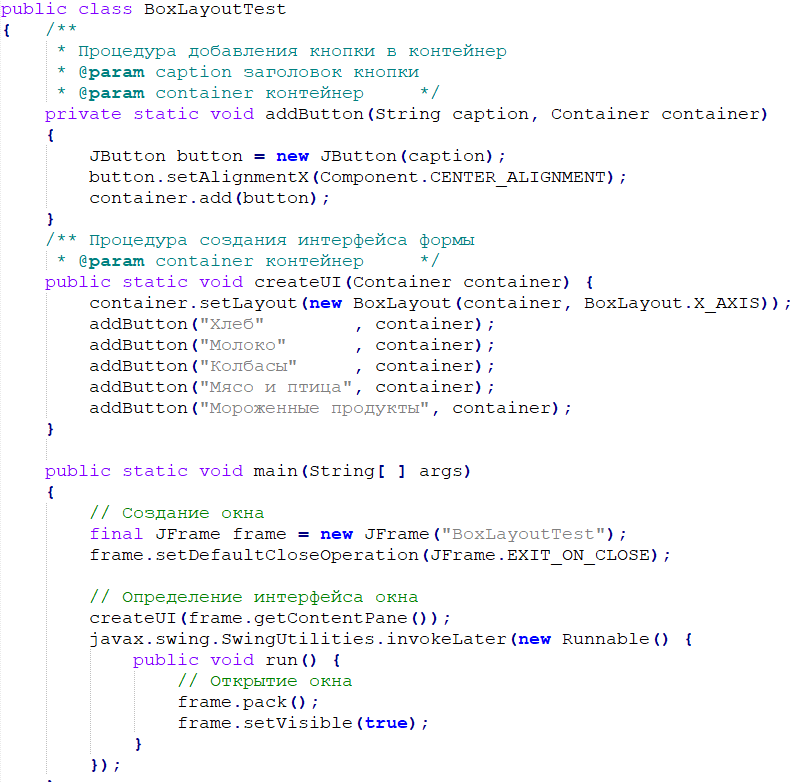 public class BoxLayoutTest
{   /**
     * Процедура добавления кнопки в контейнер
     * @param caption заголовок кнопки
     * @param container контейнер     */
    private static void addButton(String caption, Container container)
    {
        JButton button = new JButton(caption);
        button.setAlignmentX(Component.CENTER_ALIGNMENT);
        container.add(button);
    }
    /** Процедура создания интерфейса формы
     * @param container контейнер     */
    public static void createUI(Container container) {
        container.setLayout(new BoxLayout(container, BoxLayout.X_AXIS));
        addButton("Хлеб"        , container);
        addButton("Молоко"      , container);
        addButton("Колбасы"     , container);
        addButton("Мясо и птица", container);
        addButton("Мороженные продукты", container);
    }

    public static void main(String[ ] args)
    {
        // Создание окна
        final JFrame frame = new JFrame("BoxLayoutTest");
        frame.setDefaultCloseOperation(JFrame.EXIT_ON_CLOSE);

        // Определение интерфейса окна
        createUI(frame.getContentPane());
        javax.swing.SwingUtilities.invokeLater(new Runnable() {
            public void run() {
                // Открытие окна
                frame.pack();
                frame.setVisible(true);
            }
        });